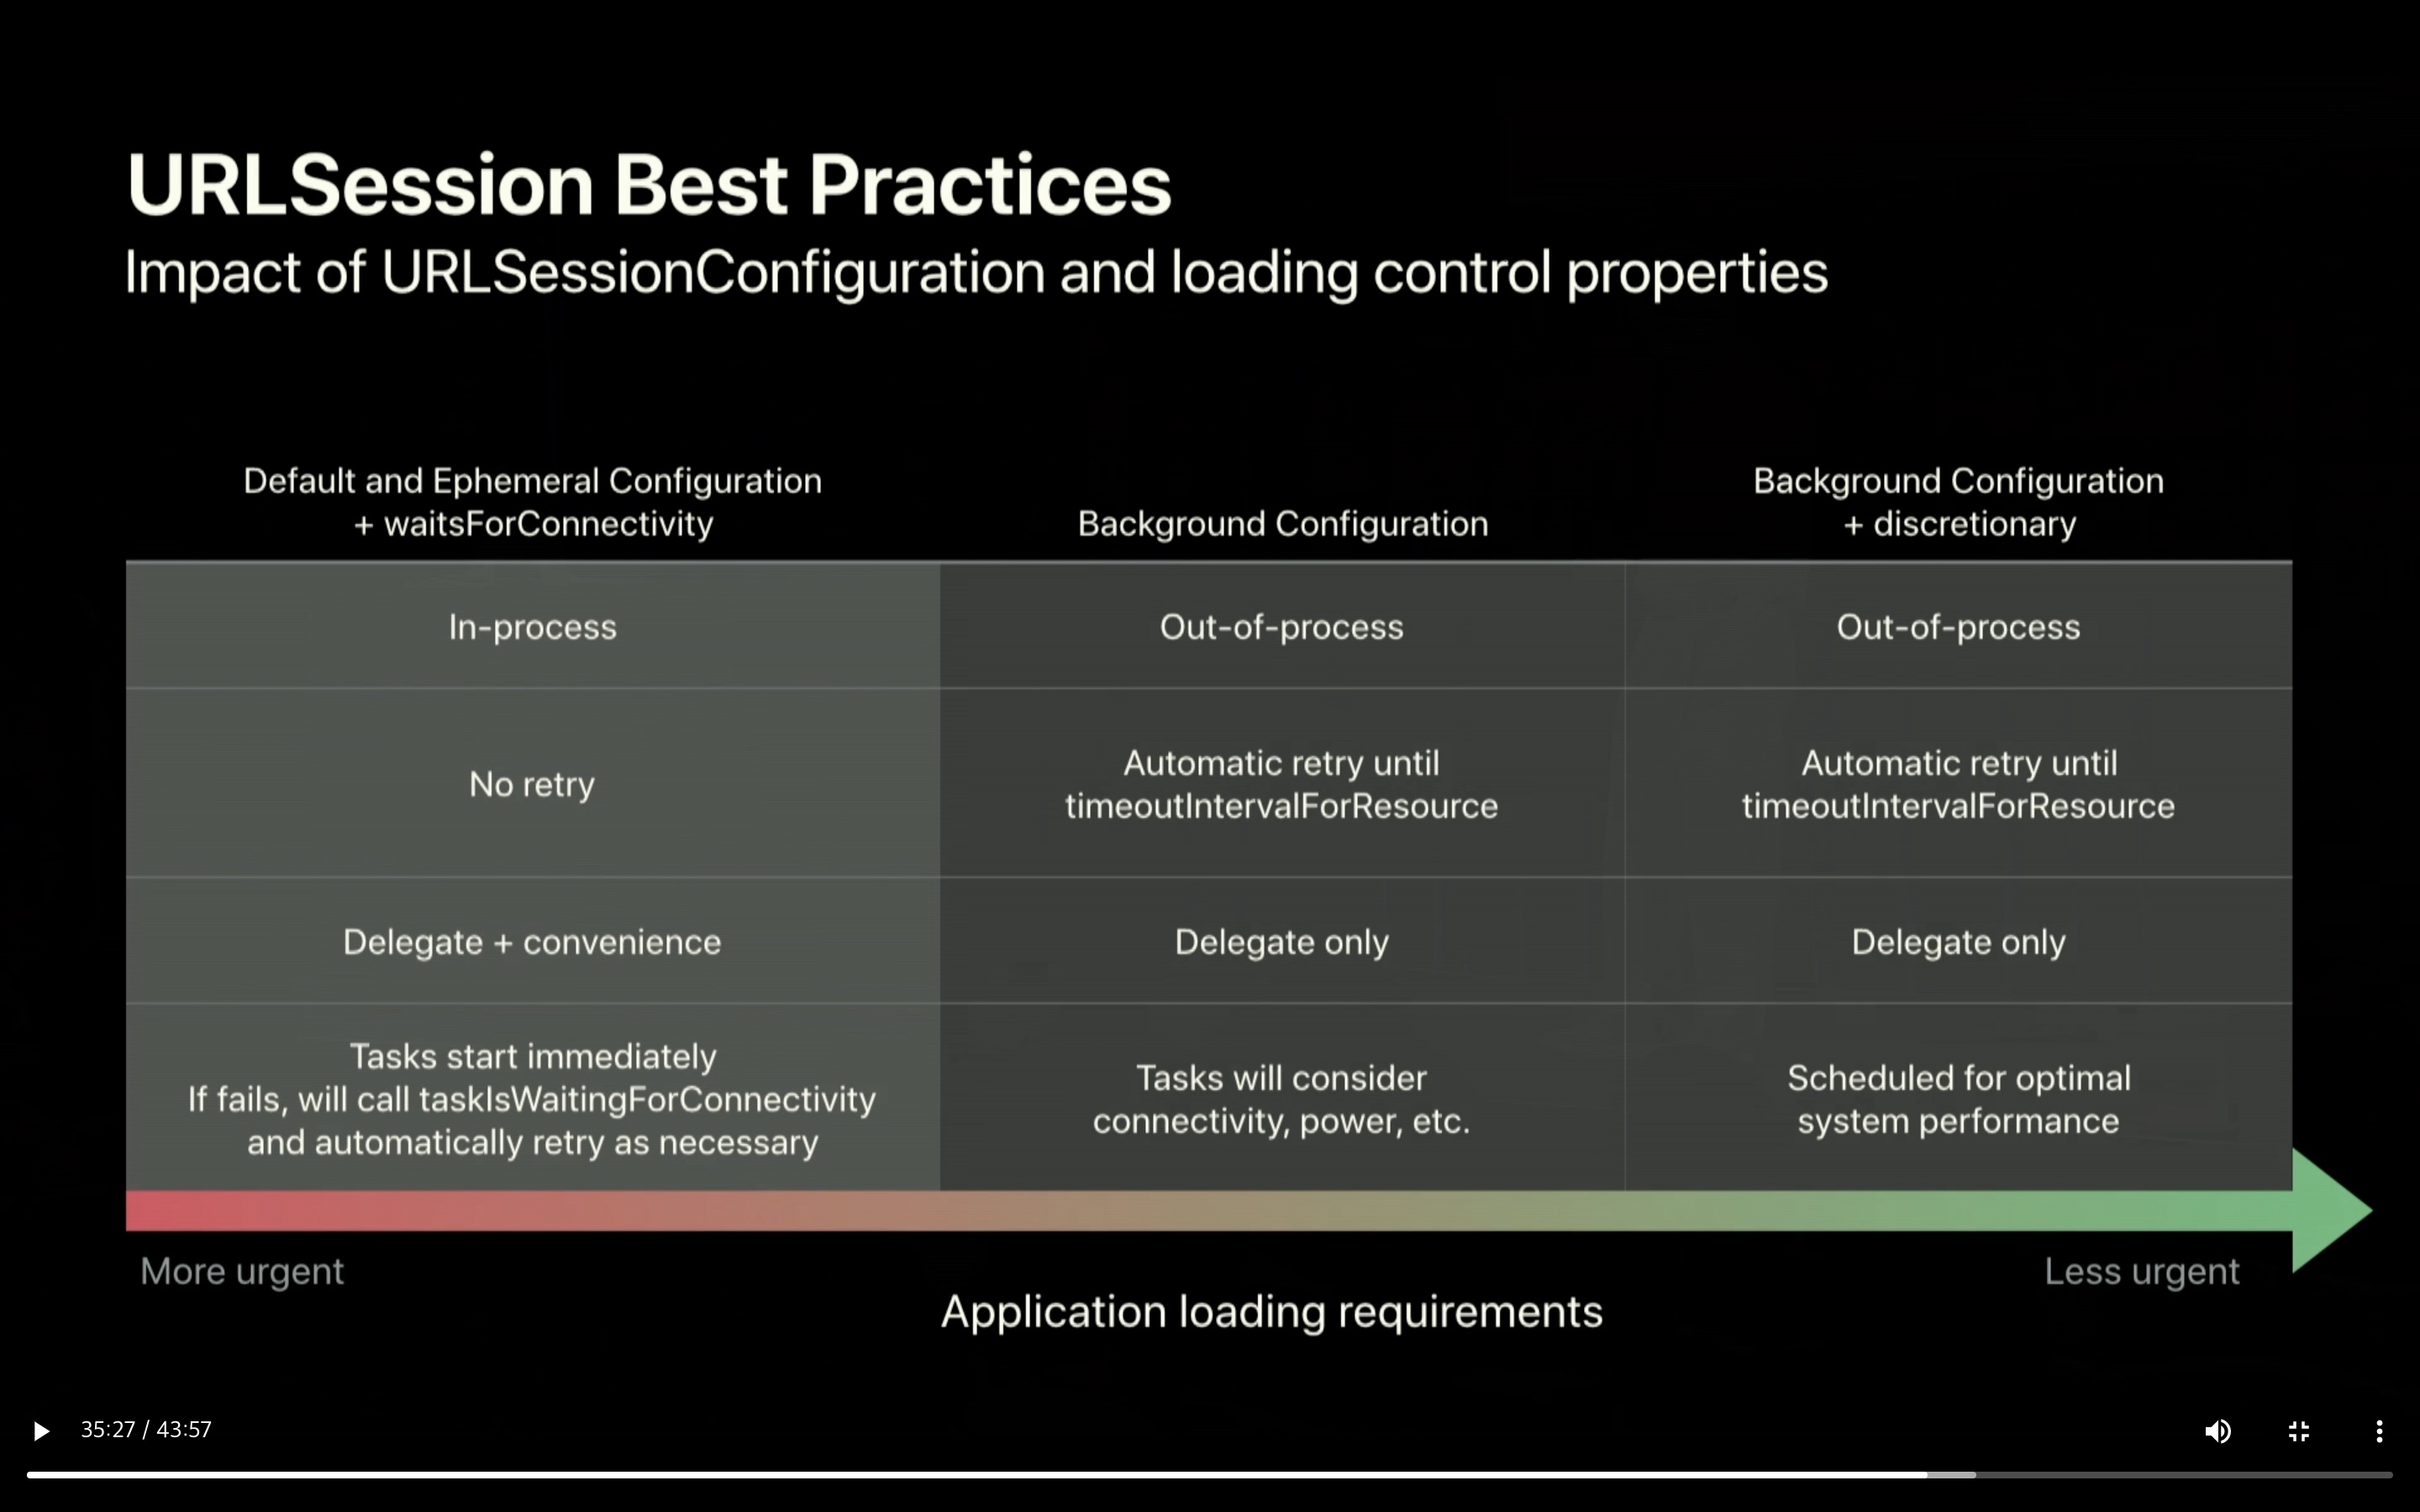 URLSession Best Practices
Impact of URLSessionConfiguration and loading control properties
Default and Ephemeral Configuration
+ waitsForConnectivity
Background Configuration
Background Configuration
+ discretionary
In-process
Out-of-process
Out-of-process
No retry
Automatic retry until
timeoutIntervalForResource
Automatic retry until
timeoutIntervalForResource
Delegate + convenience
Delegate only
Delegate only
Tasks start immediately
If fails, will call taskIsWaitingForConnectivity
and automatically retry as necessary
Tasks will consider
connectivity, power, etc.
Scheduled for optimal
system performance
More urgent
Less urgent
Application loading requirements
35:27 / 43:57